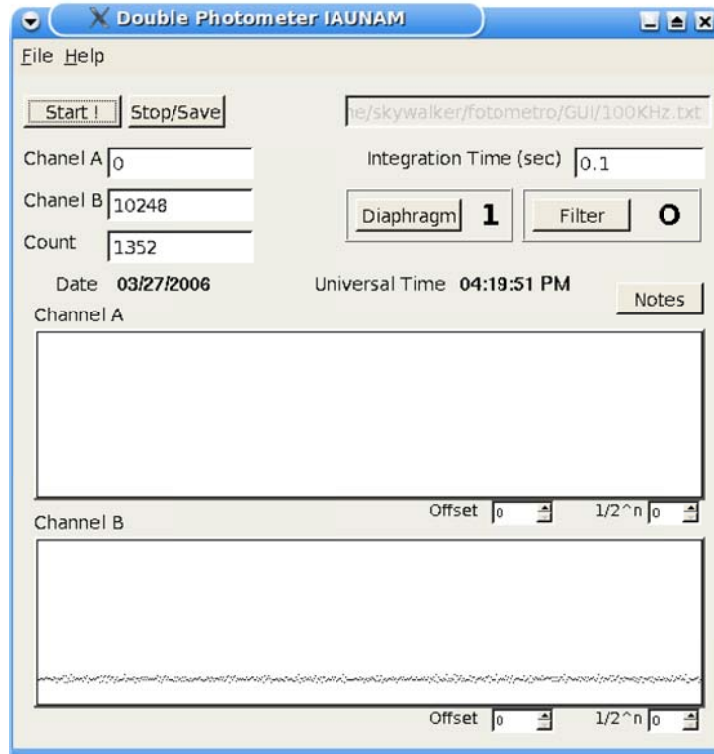 Double Photometer IAUNAM
File Help
Start ! Stop/Save
ne/skywalker/fotometro/GUI/100KHz.txt
Chanel A 0
Integration Time (sec) 0.1
Chanel B 10248
Diaphragm 1 Filter 0
Count 1352
Date 03/27/2006 Universal Time 04:19:51 PM
Notes
Channel A
Offset 0 1/2^n 0
Channel B
Offset 0 1/2^n 0